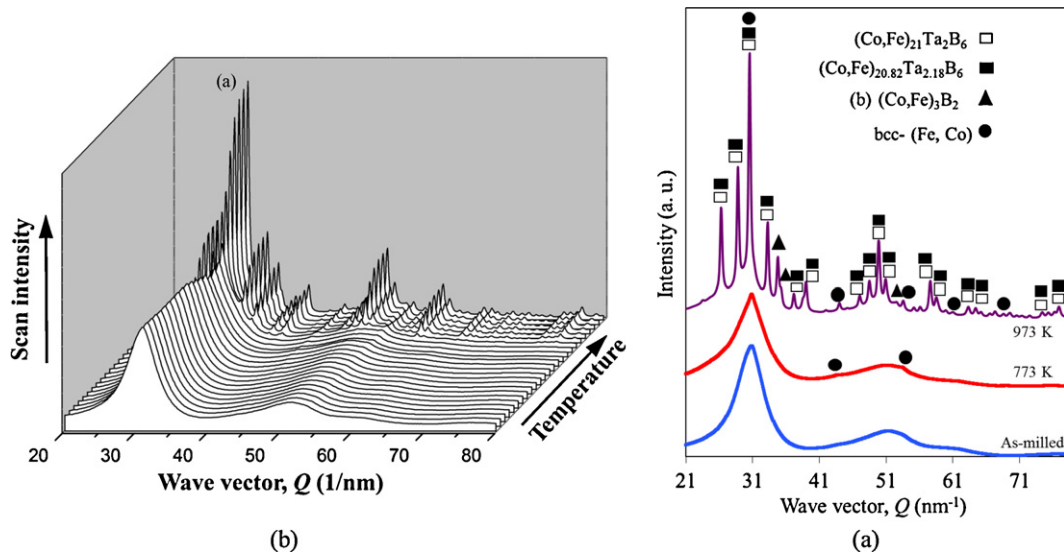 (a)
Scan intensity
Temperature
20 30 40 50 60 70 80
Wave vector, Q (1/nm)
(b)
(a)
(Co,Fe)21Ta2B6
(Co,Fe)20.82Ta2.18B6
(b) (Co,Fe)3B2
bcc- (Fe, Co)
Intensity (a. u.)
973 K
773 K
As-milled
21 31 41 51 61 71
Wave vector, Q (nm-1)
(a)